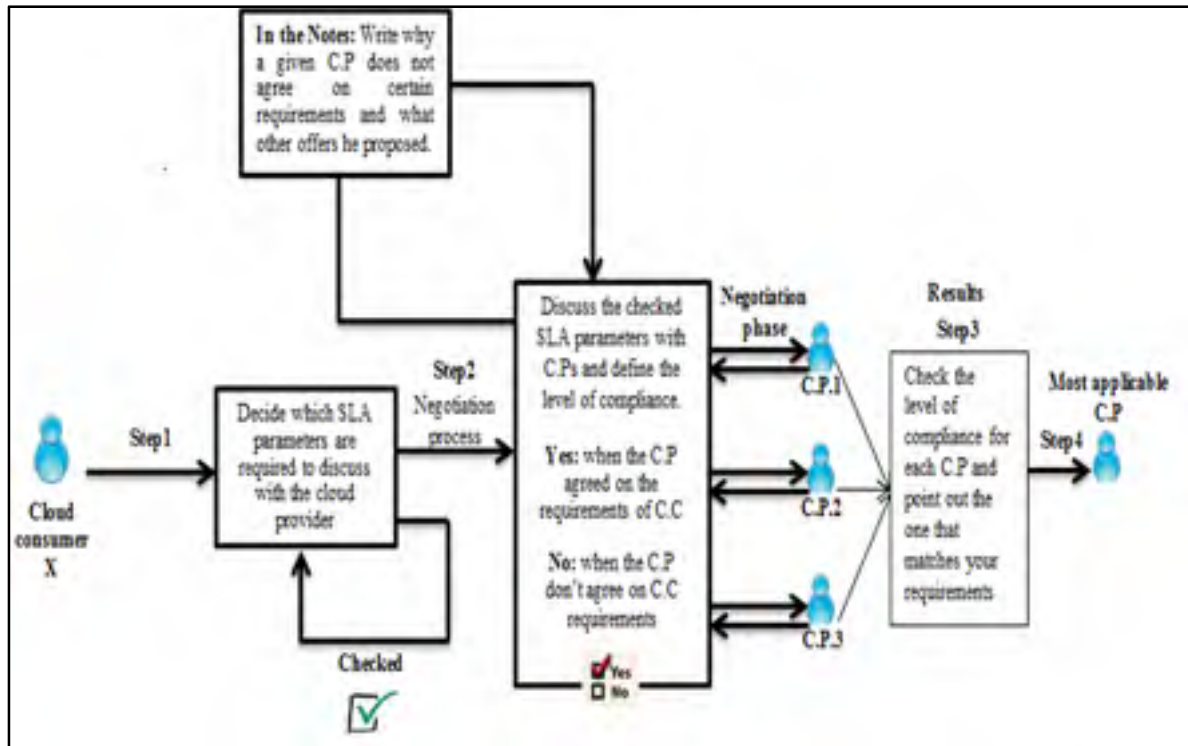 In the Notes: Write why
a given C.P does not
agree on certain
requirements and what
other offers he proposed.
Cloud
consumer
X
Step1
Decide which SLA
parameters are
required to discuss
with the cloud
provider
Checked
Step2
Negotiation
process
Discuss the checked
SLA parameters with
C.Ps and define the
level of compliance.
Yes: when the C.P
agreed on the
requirements of C.C
No: when the C.P
don't agree on C.C
requirements
Yes
No
Negotiation
phase
C.P.1
C.P.2
C.P.3
Results
Step3
Check the
level of
compliance for
each C.P and
point out the
one that
matches your
requirements
Step4
Most applicable
C.P